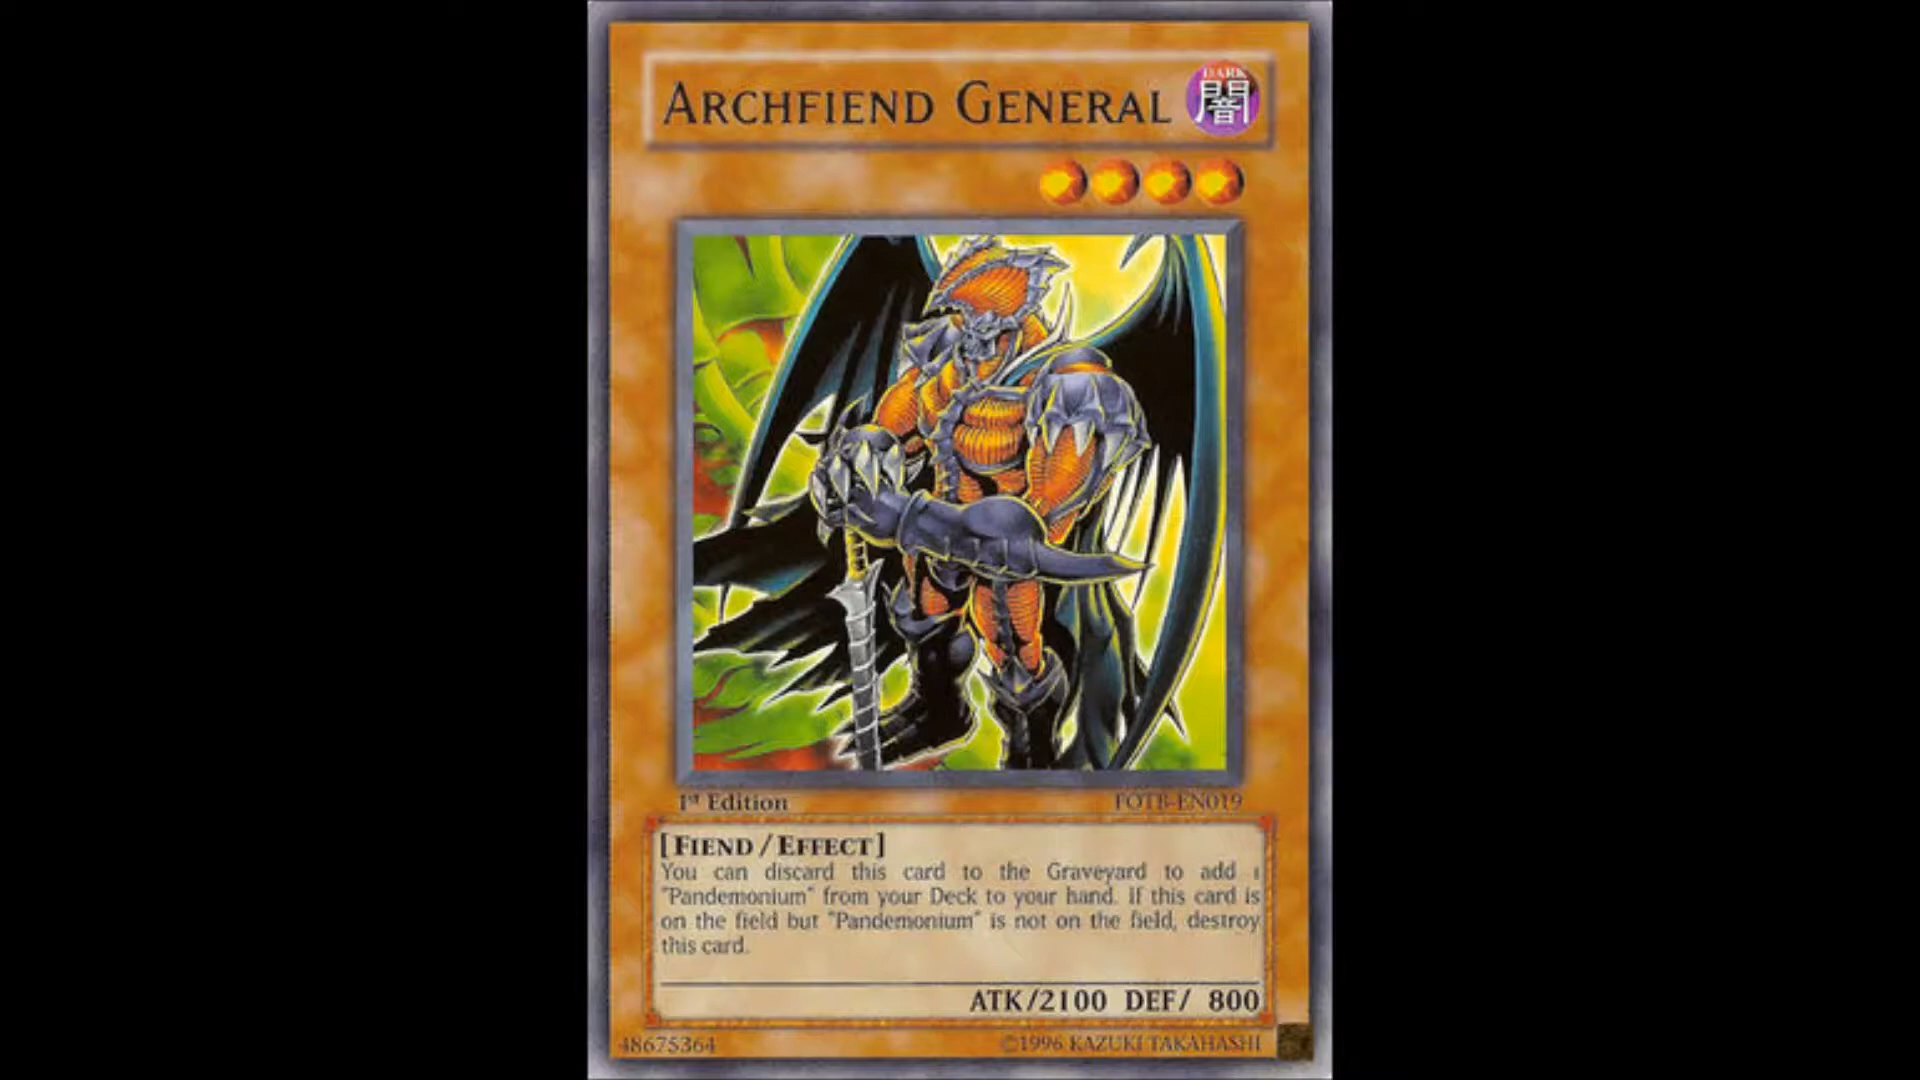 ARCHFIEND GENERAL
DARK
闇
1st Edition
FOTB-EN019
[FIEND / EFFECT]
You can discard this card to the Graveyard to add 1
"Pandemonium" from your Deck to your hand. If this card is
on the field but "Pandemonium" is not on the field, destroy
this card.
ATK/2100 DEF/ 800
48675364
©1996 KAZUKI TAKAHASHI